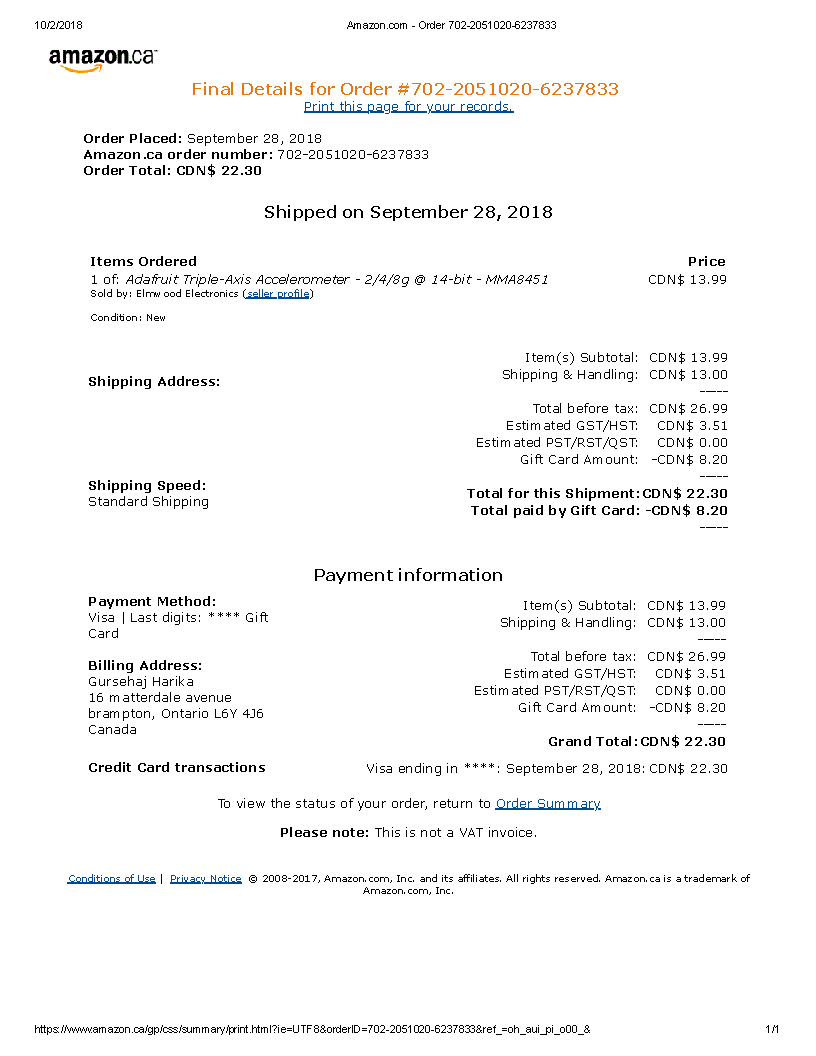 10/2/2018 Amazon.com - Order 702-2051020-6237833
amazon.ca
Final Details for Order #702-2051020-6237833
Print this page for your records.
Order Placed: September 28, 2018
Amazon.ca order number: 702-2051020-6237833
Order Total: CDN$ 22.30
Shipped on September 28, 2018
Items Ordered Price
1 of: Adafruit Triple-Axis Accelerometer - 2/4/8g @ 14-bit - MMA8451 CDN$ 13.99
Sold by: Elmwood Electronics (seller profile)
Condition: New
Shipping Address:
Item(s) Subtotal: CDN$ 13.99
Shipping & Handling: CDN$ 13.00
-----
Total before tax: CDN$ 26.99
Estimated GST/HST: CDN$ 3.51
Estimated PST/RST/QST: CDN$ 0.00
Gift Card Amount: -CDN$ 8.20
-----
Shipping Speed:
Standard Shipping
Total for this Shipment: CDN$ 22.30
Total paid by Gift Card: -CDN$ 8.20
-----
Payment information
Payment Method:
Visa | Last digits: **** Gift
Card
Billing Address:
Gursehaj Harika
16 matterdale avenue
brampton, Ontario L6Y 4J6
Canada
Item(s) Subtotal: CDN$ 13.99
Shipping & Handling: CDN$ 13.00
-----
Total before tax: CDN$ 26.99
Estimated GST/HST: CDN$ 3.51
Estimated PST/RST/QST: CDN$ 0.00
Gift Card Amount: -CDN$ 8.20
-----
Grand Total: CDN$ 22.30
Credit Card transactions Visa ending in ****: September 28, 2018: CDN$ 22.30
To view the status of your order, return to Order Summary
Please note: This is not a VAT invoice.
Conditions of Use | Privacy Notice © 2008-2017, Amazon.com, Inc. and its affiliates. All rights reserved. Amazon.ca is a trademark of
Amazon.com, Inc.
https://www.amazon.ca/gp/css/summary/print.html?ie=UTF8&orderID=702-2051020-6237833&ref_=oh_aui_pi_o00_& 1/1